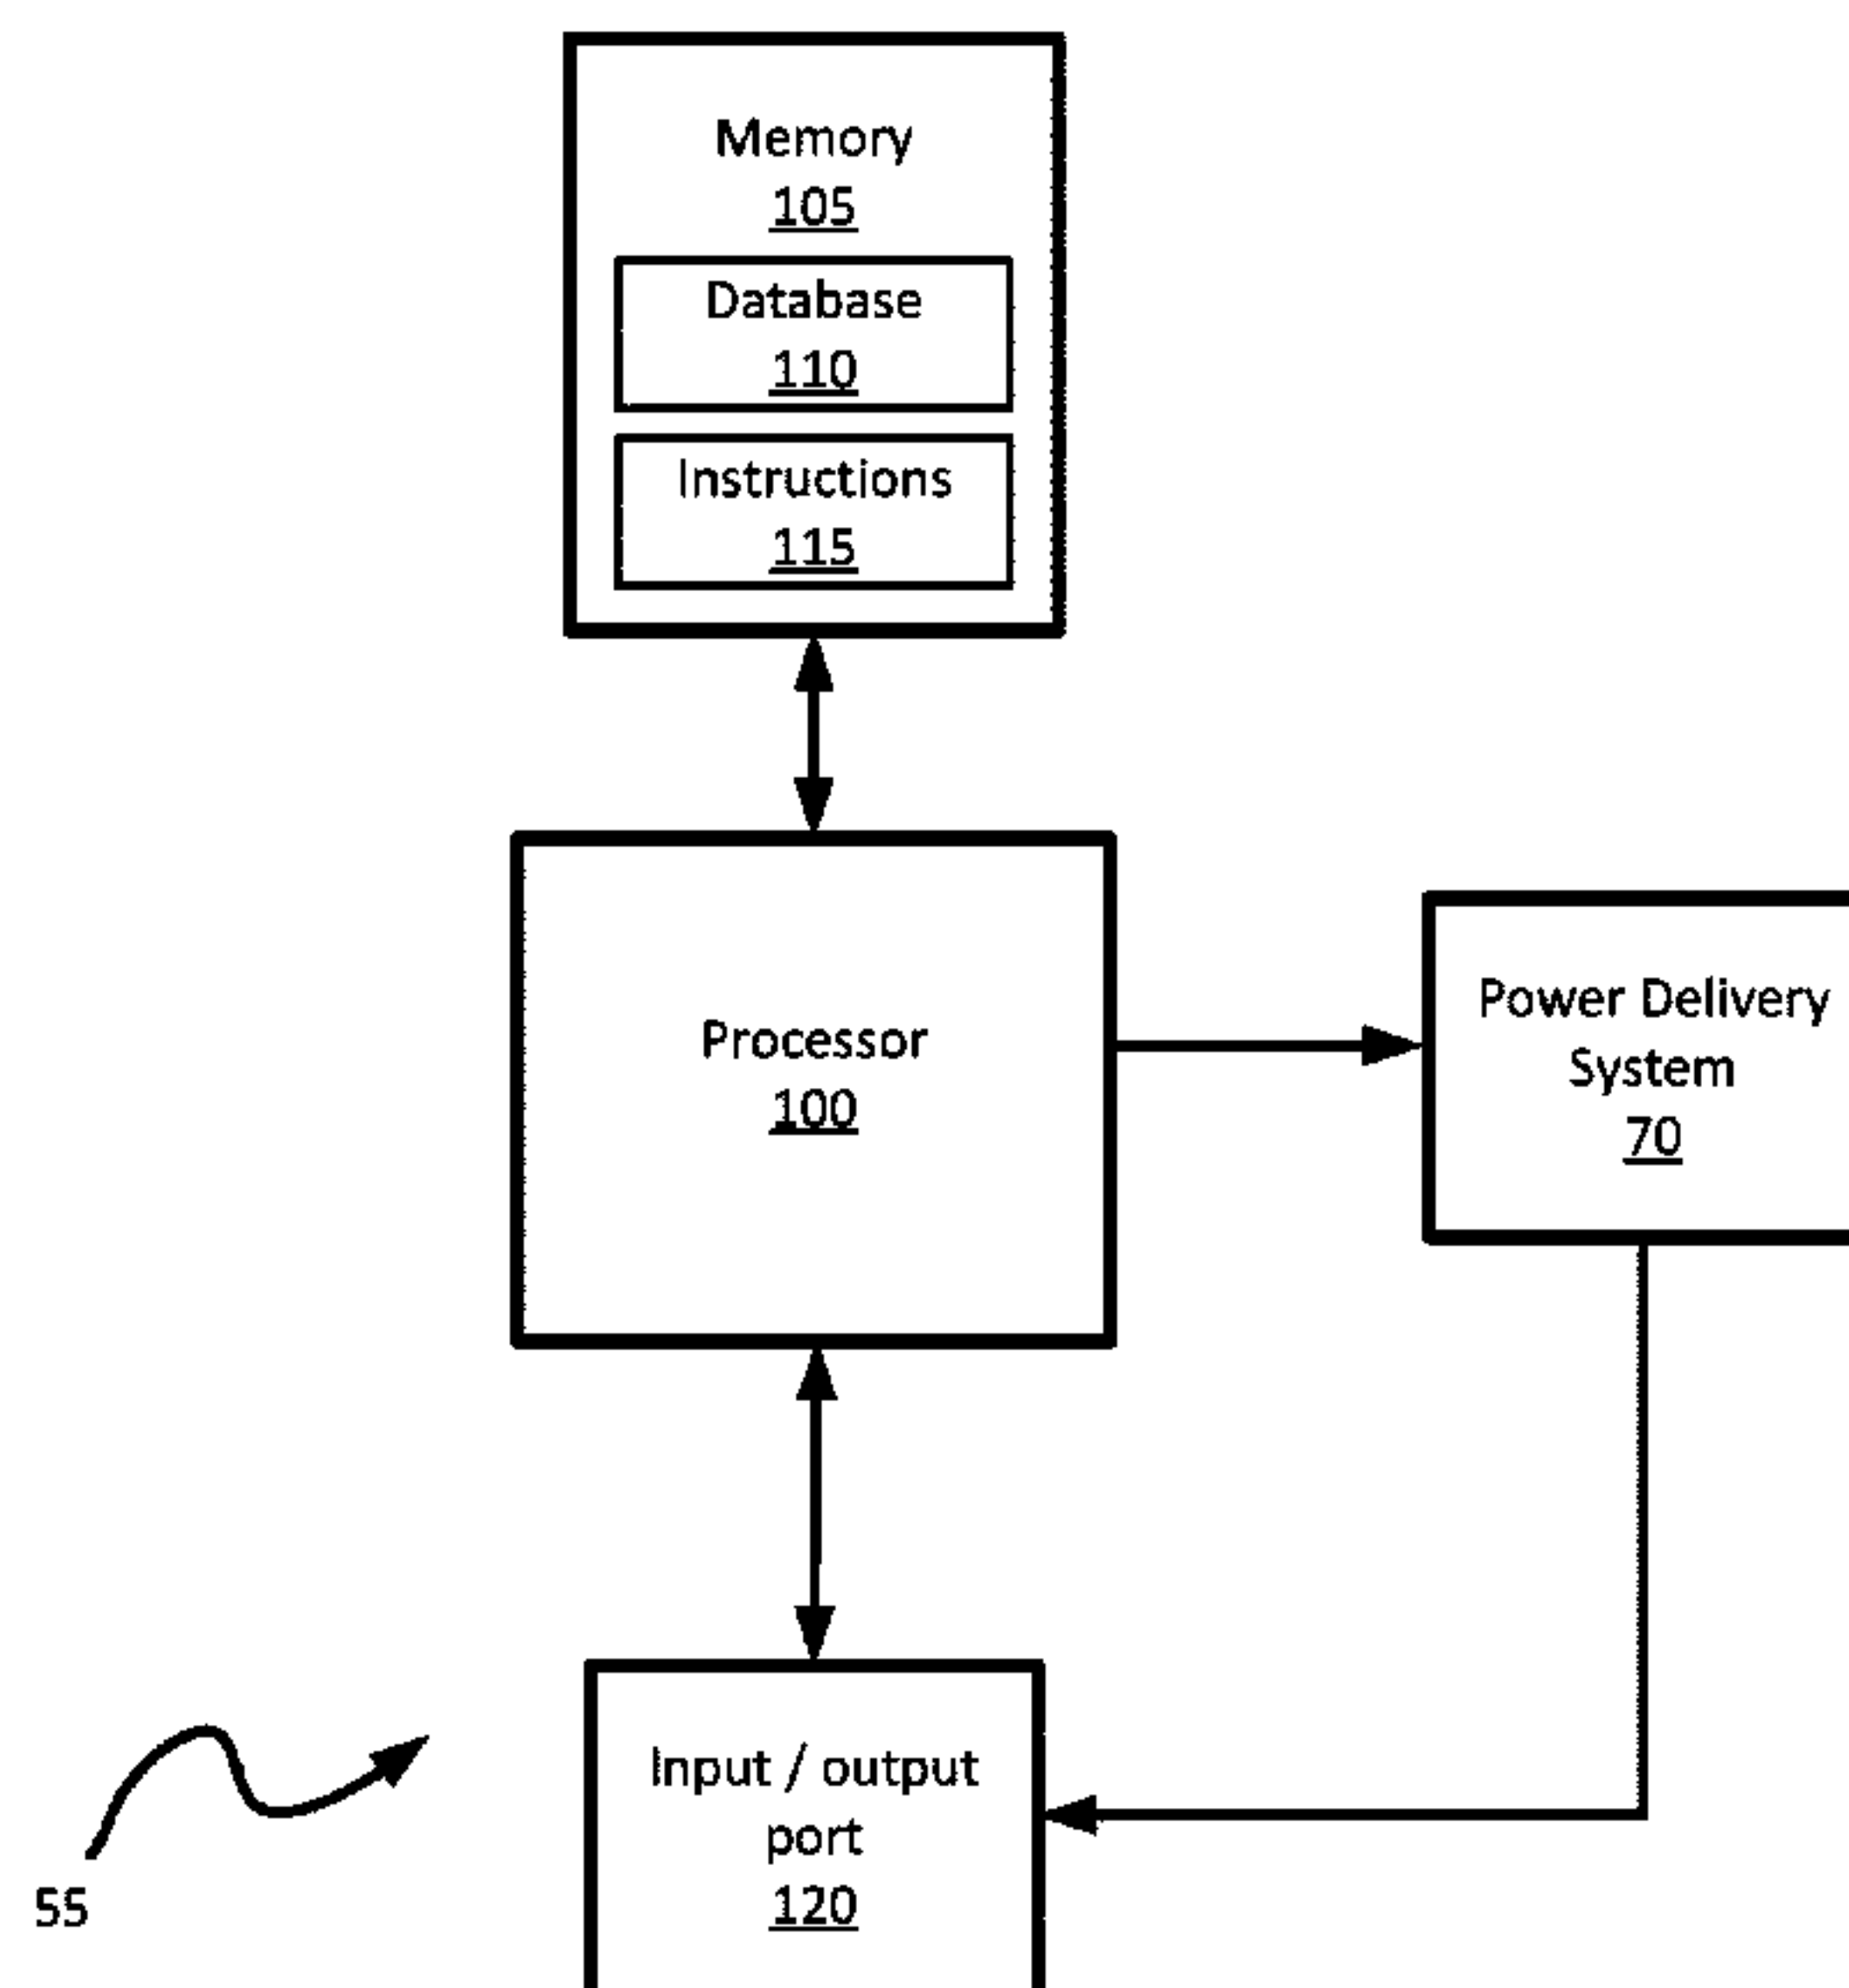 Memory
105
Database
110
Instructions
115
Processor
100
Power Delivery
System
70
Input / output
port
120
55